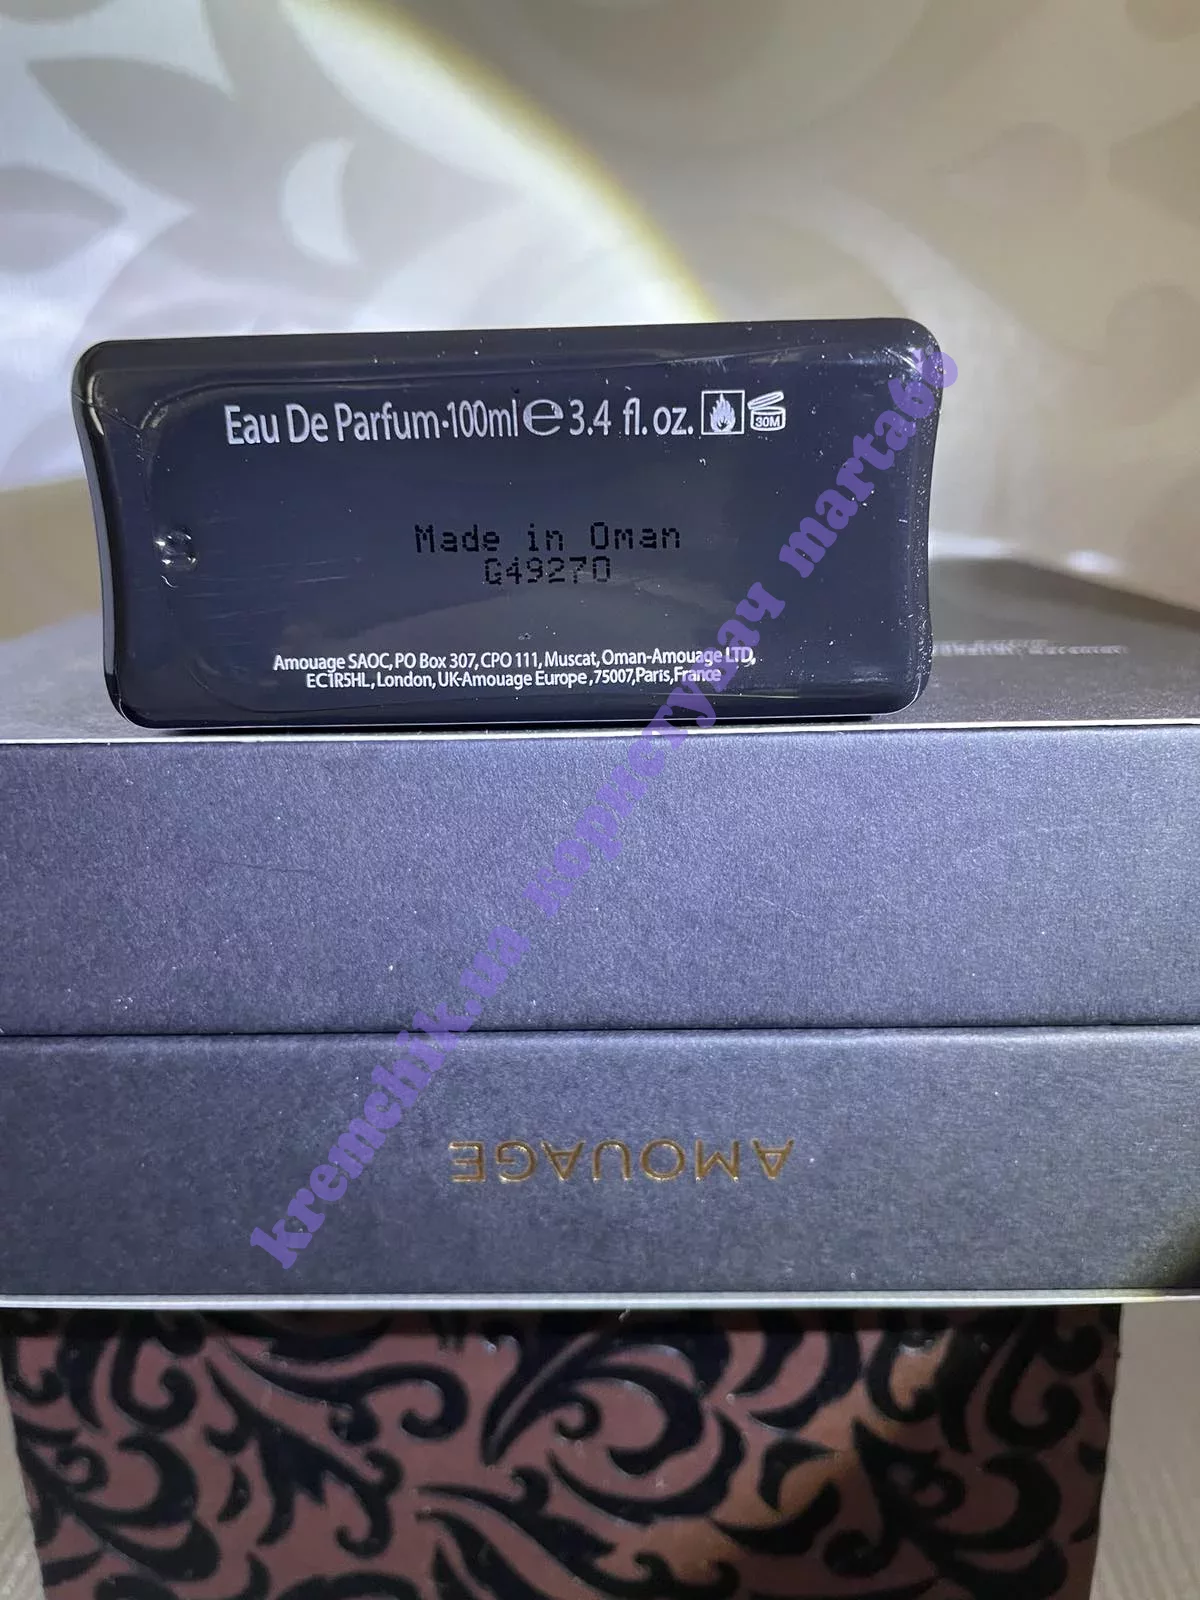 Eau De Parfum·100ml ℮ 3.4 fl. oz. 30M
Made in Oman
G49270
Amouage SAOC, PO Box 307, CPO 111, Muscat, Oman-Amouage LTD,
EC1R5HL, London, UK-Amouage Europe ,75007,Paris,France
AMOUAGE
kremchik.ua користувач marta68